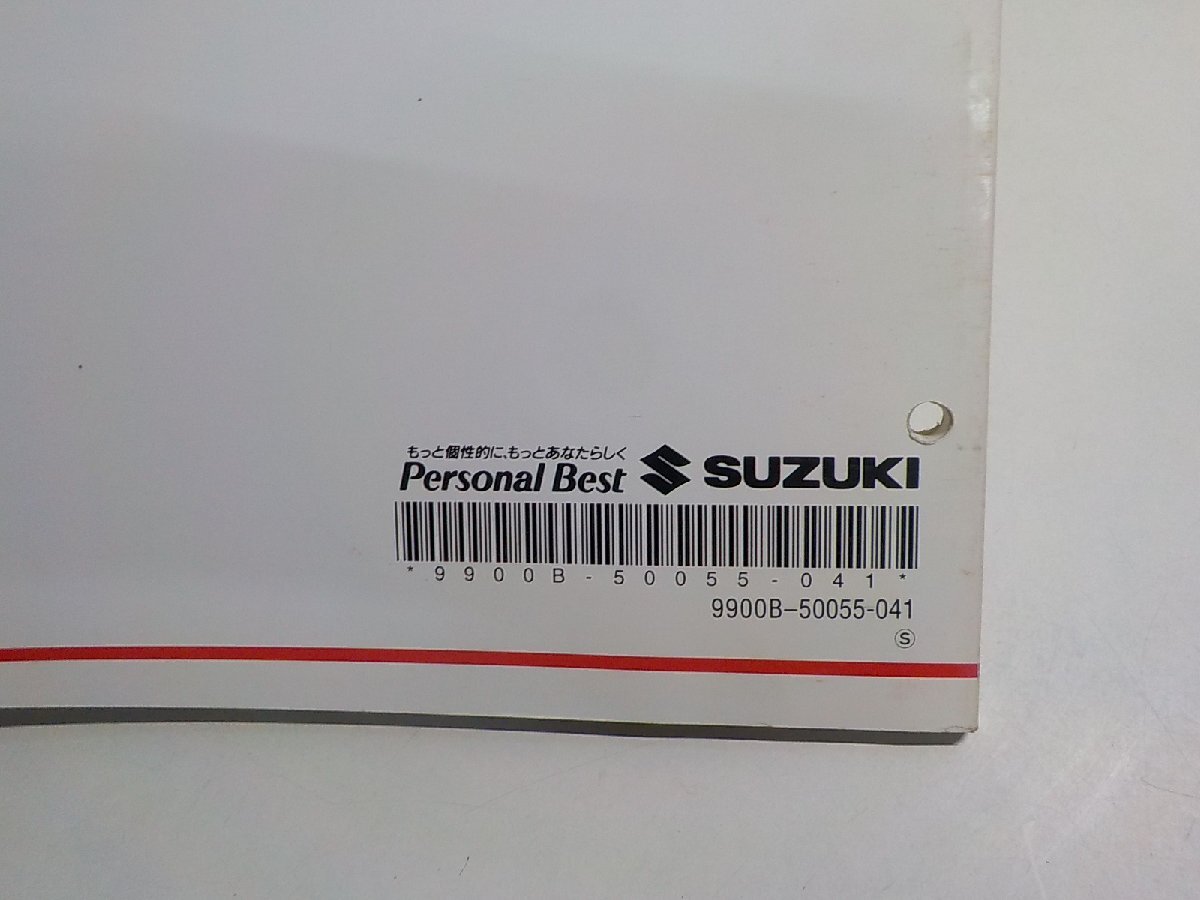 もっと個性的に、もっとあなたらしく
Personal Best SUZUKI
*9900B-50055-041*
9900B-50055-041
Ⓢ